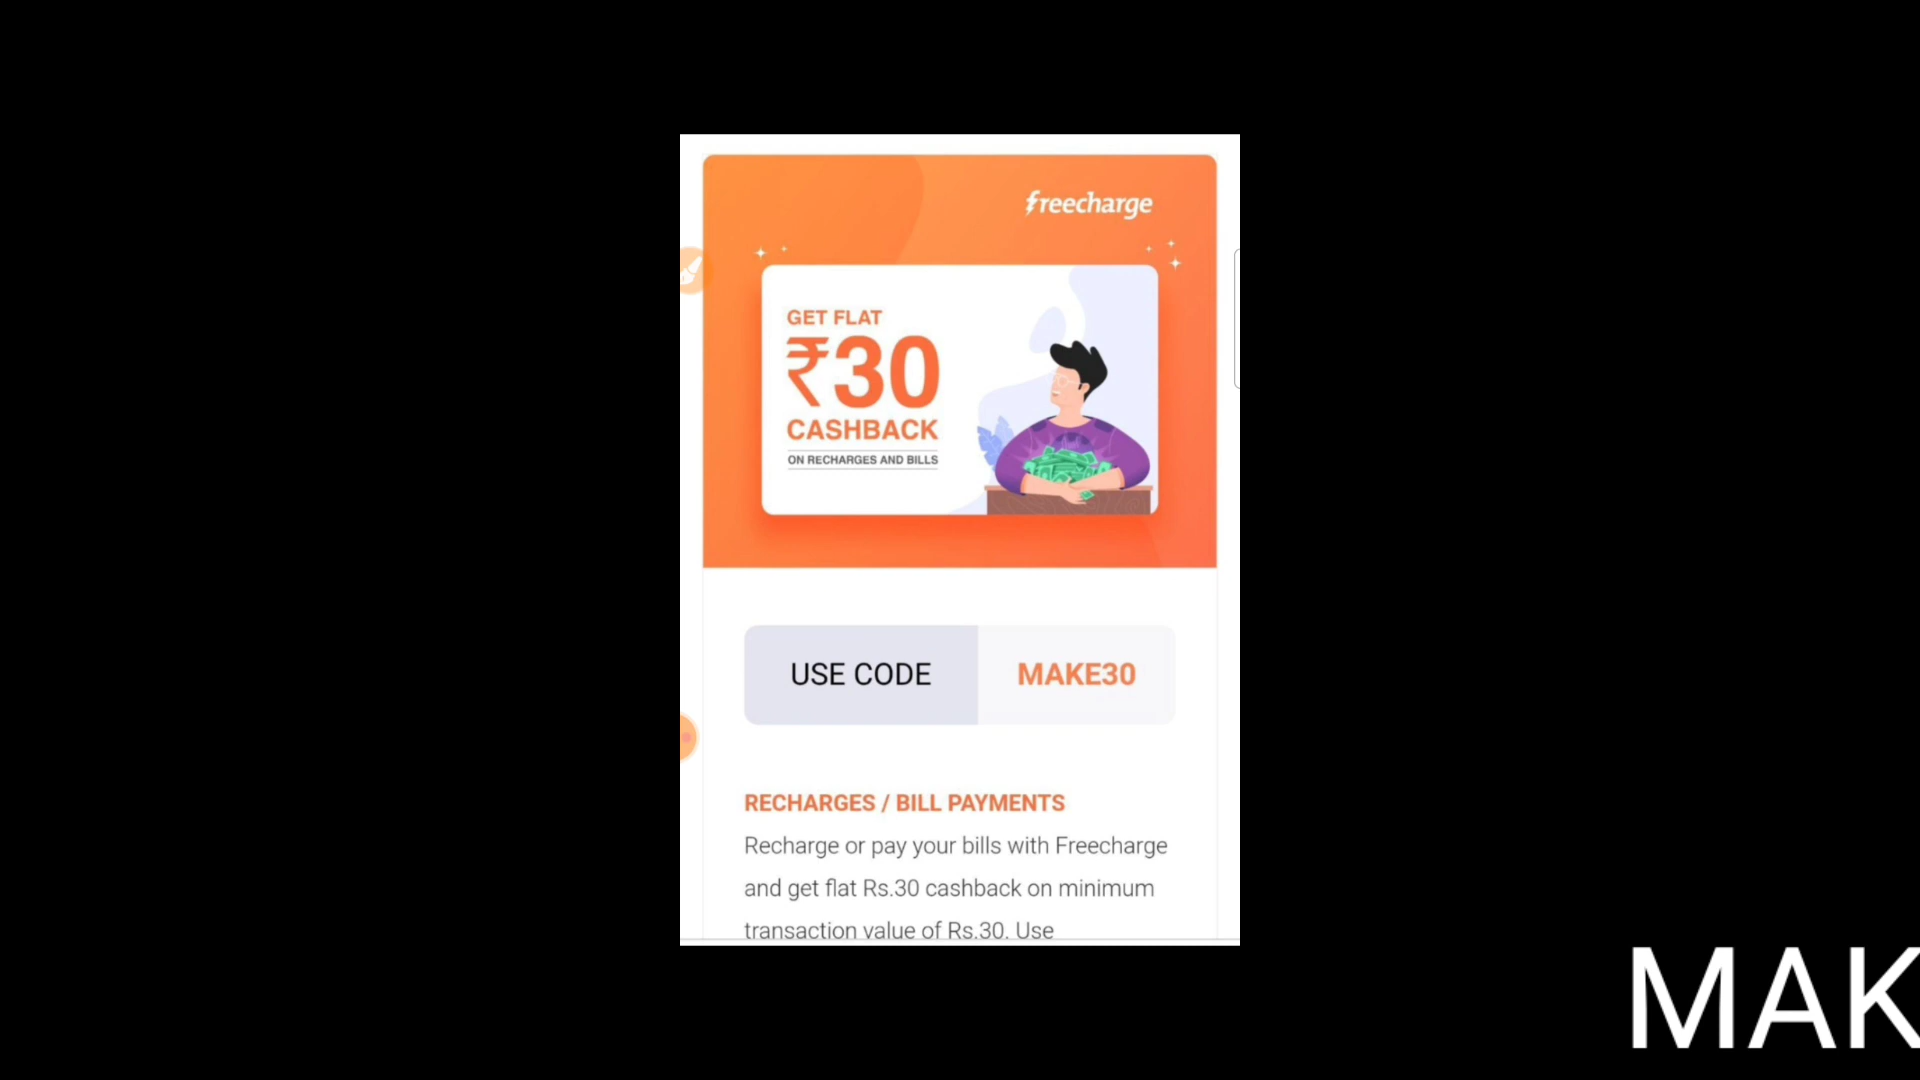 freecharge
GET FLAT
₹30
CASHBACK
ON RECHARGES AND BILLS
USE CODE
MAKE30
RECHARGES / BILL PAYMENTS
Recharge or pay your bills with Freecharge
and get flat Rs.30 cashback on minimum
transaction value of Rs.30. Use
MAK